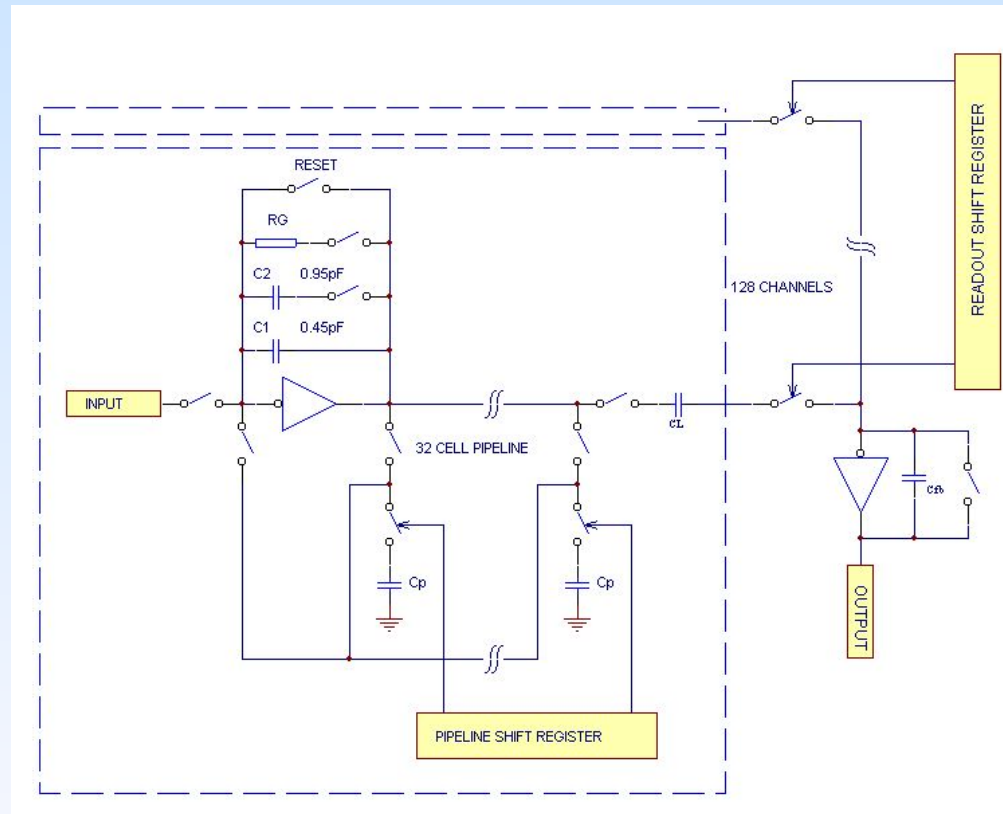 RESET
RG
C2 0.95pF
C1 0.45pF
128 CHANNELS
READOUT SHIFT REGISTER
INPUT
CL
32 CELL PIPELINE
Cfb
Cp
Cp
OUTPUT
PIPELINE SHIFT REGISTER